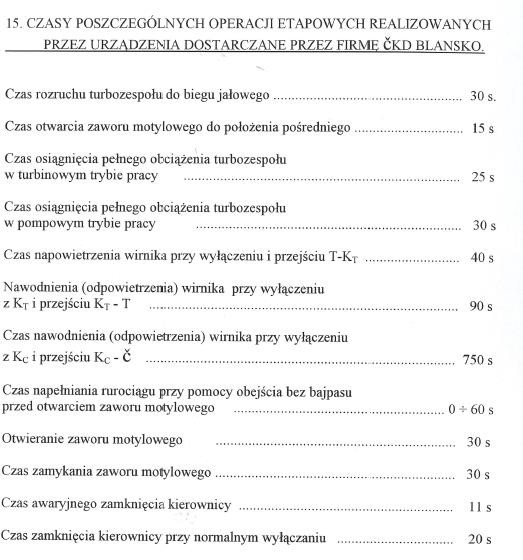 15. CZASY POSZCZEGÓLNYCH OPERACJI ETAPOWYCH REALIZOWANYCH
PRZEZ URZĄDZENIA DOSTARCZANE PRZEZ FIRMĘ ČKD BLANSKO.
Czas rozruchu turbozespołu do biegu jałowego ................ 30 s.
Czas otwarcia zaworu motylowego do położenia pośredniego ................ 15 s
Czas osiągnięcia pełnego obciążenia turbozespołu
w turbinowym trybie pracy ................ 25 s
Czas osiągnięcia pełnego obciążenia turbozespołu
w pompowym trybie pracy ................ 30 s
Czas napowietrzenia wirnika przy wyłączeniu i przejściu T-KT ................ 40 s
Nawodnienia (odpowietrzenia) wirnika przy wyłączeniu
z KT i przejściu KT - T ................ 90 s
Czas nawodnienia (odpowietrzenia) wirnika przy wyłączeniu
z KC i przejściu KC - Č ................ 750 s
Czas napełniania rurociągu przy pomocy obejścia bez bajpasu
przed otwarciem zaworu motylowego ................ 0 ÷ 60 s
Otwieranie zaworu motylowego ................ 30 s
Czas zamykania zaworu motylowego ................ 30 s
Czas awaryjnego zamknięcia kierownicy ................ 11 s
Czas zamknięcia kierownicy przy normalnym wyłączaniu ................ 20 s